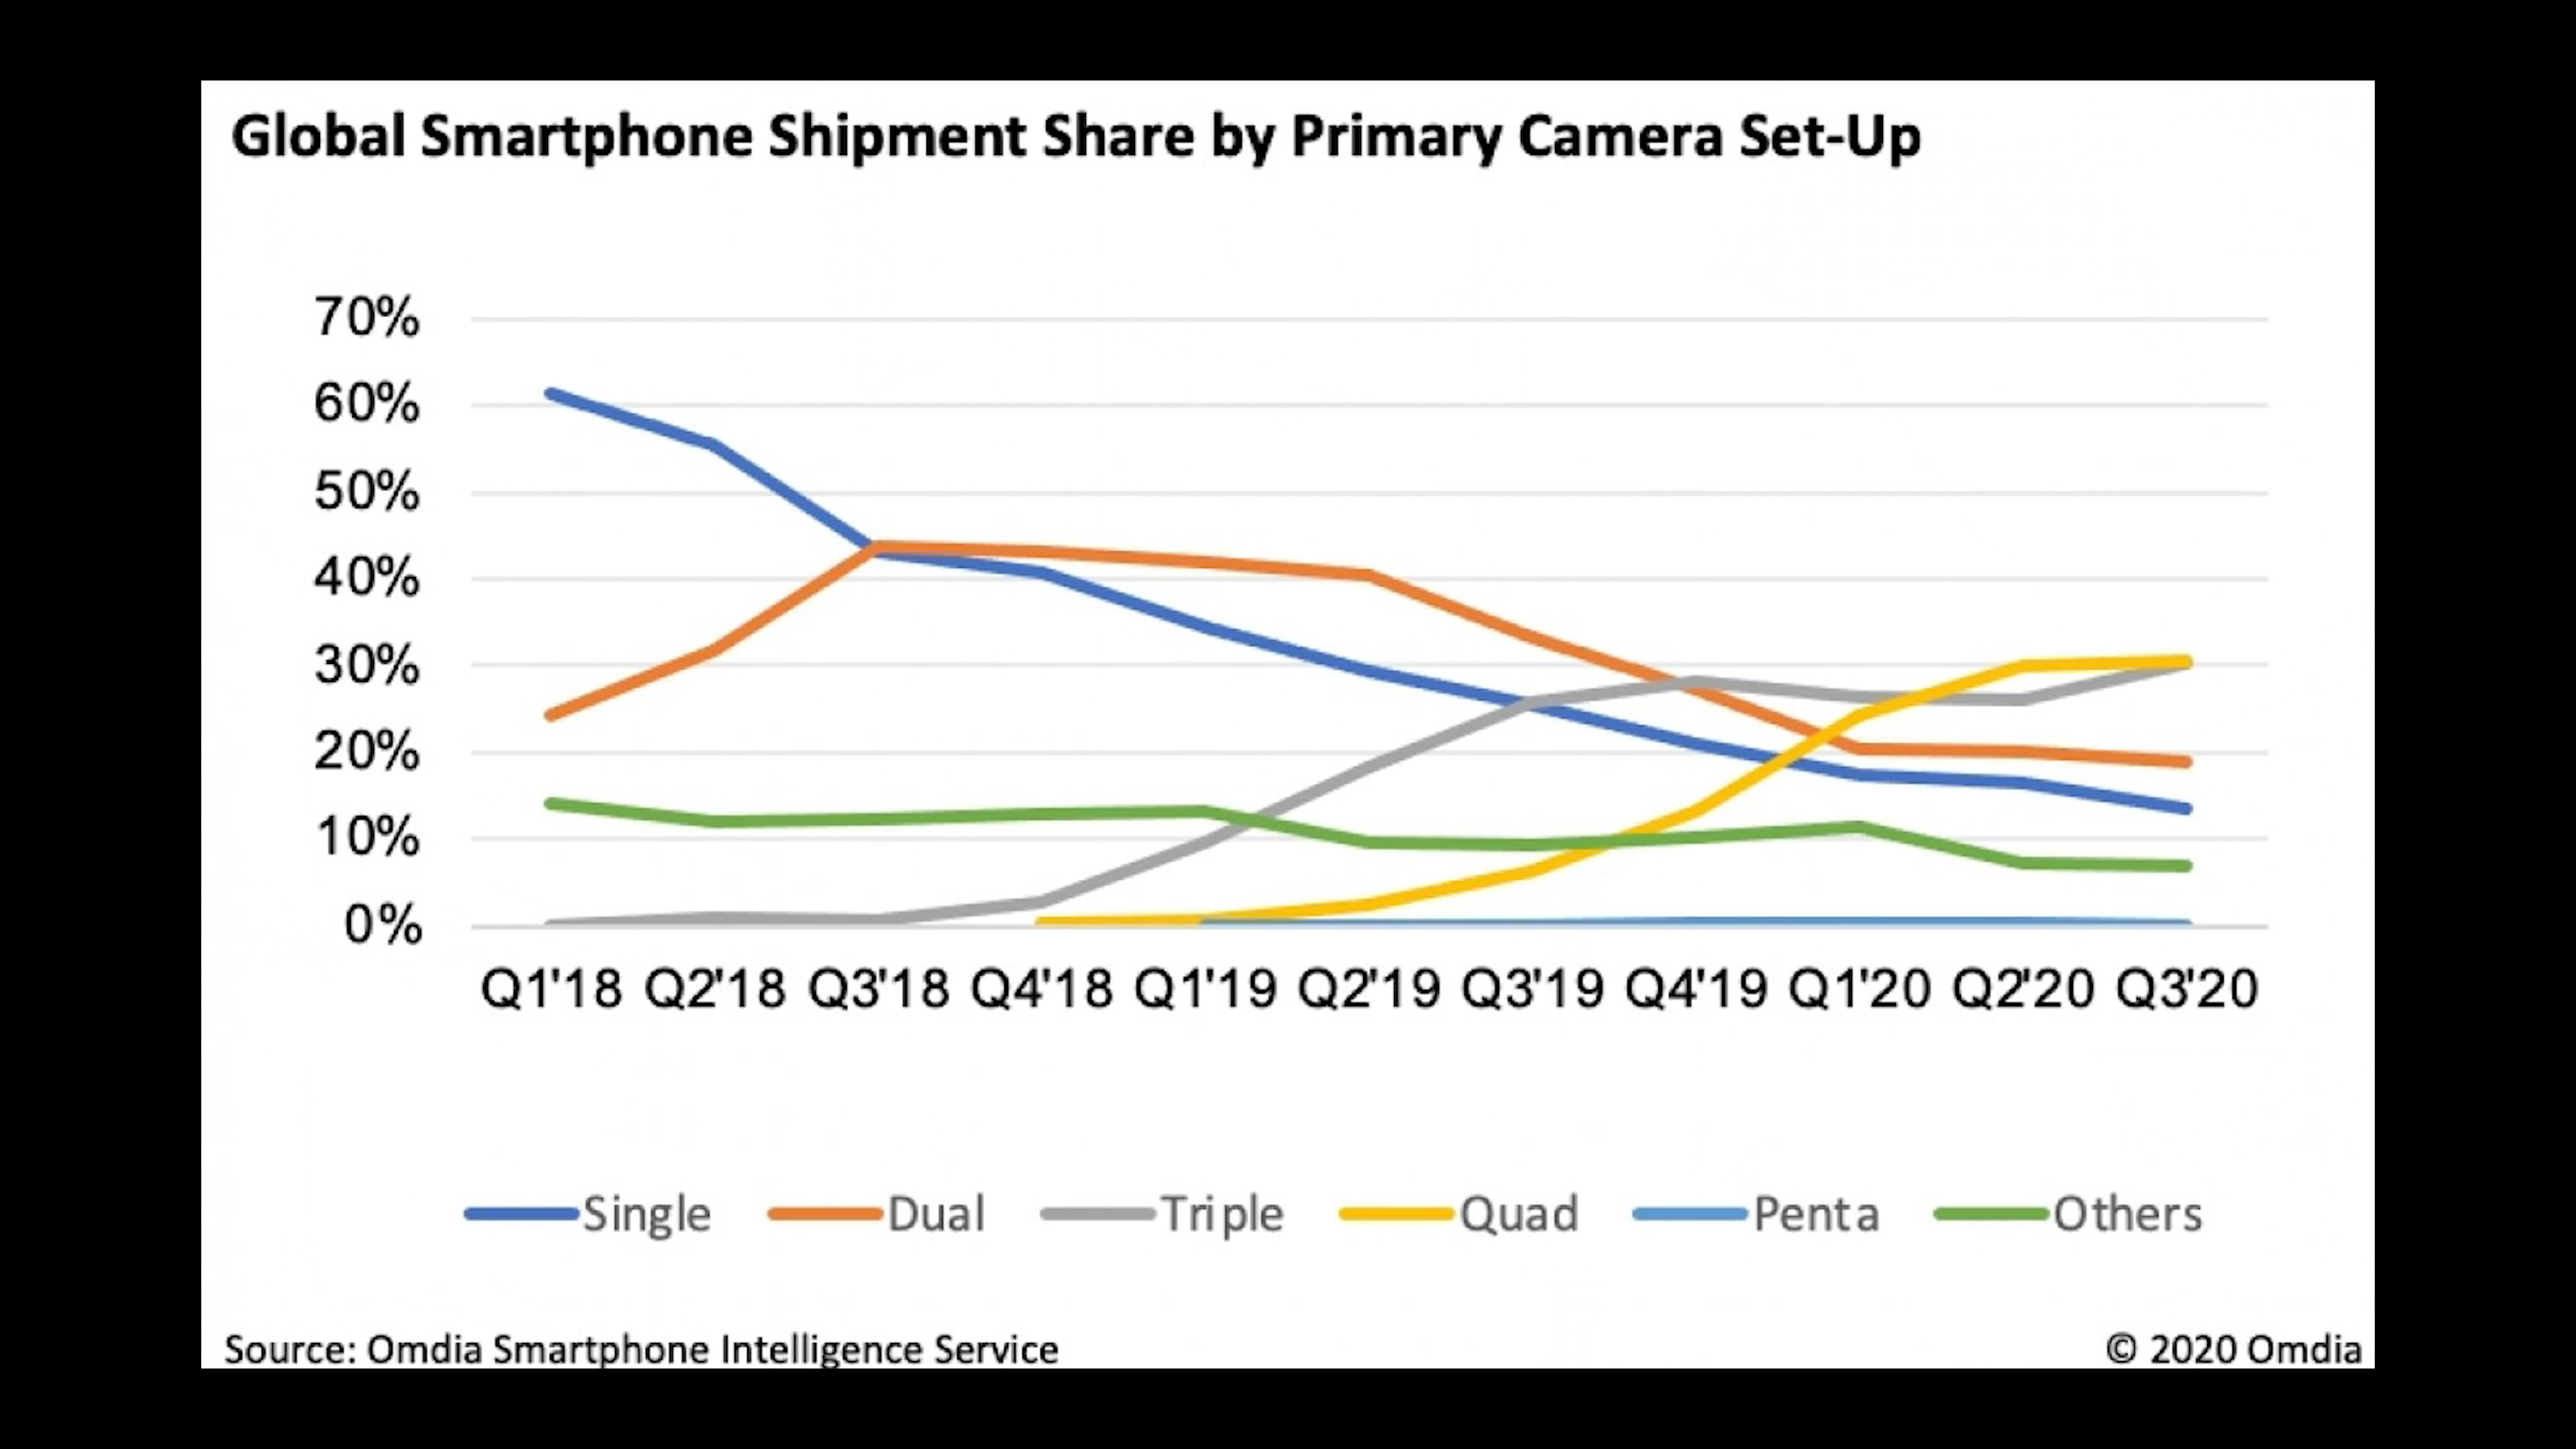 Global Smartphone Shipment Share by Primary Camera Set-Up
70%
60%
50%
40%
30%
20%
10%
0%
Q1'18 Q2'18 Q3'18 Q4'18 Q1'19 Q2'19 Q3'19 Q4'19 Q1'20 Q2'20 Q3'20
Single Dual Triple Quad Penta Others
Source: Omdia Smartphone Intelligence Service © 2020 Omdia